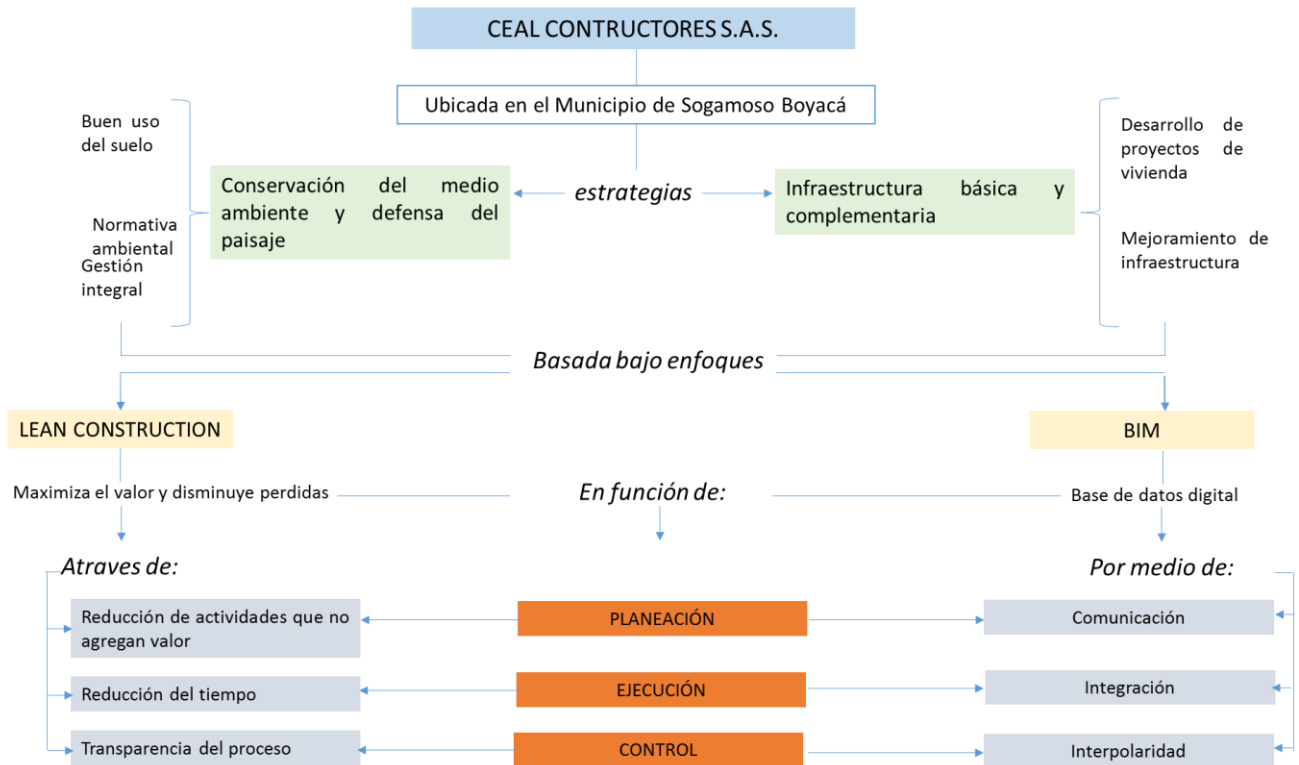 CEAL CONTRUCTORES S.A.S.
Ubicada en el Municipio de Sogamoso Boyacá
Buen uso
del suelo
Normativa
ambiental
Gestión
integral
Conservación del medio
ambiente y defensa del
paisaje
estrategias
Infraestructura básica y
complementaria
Desarrollo de
proyectos de
vivienda
Mejoramiento de
infraestructura
Basada bajo enfoques
LEAN CONSTRUCTION
BIM
Maximiza el valor y disminuye perdidas
En función de:
Base de datos digital
Atraves de:
Por medio de:
Reducción de actividades que no
agregan valor
PLANEACIÓN
Comunicación
Reducción del tiempo
EJECUCIÓN
Integración
Transparencia del proceso
CONTROL
Interpolaridad